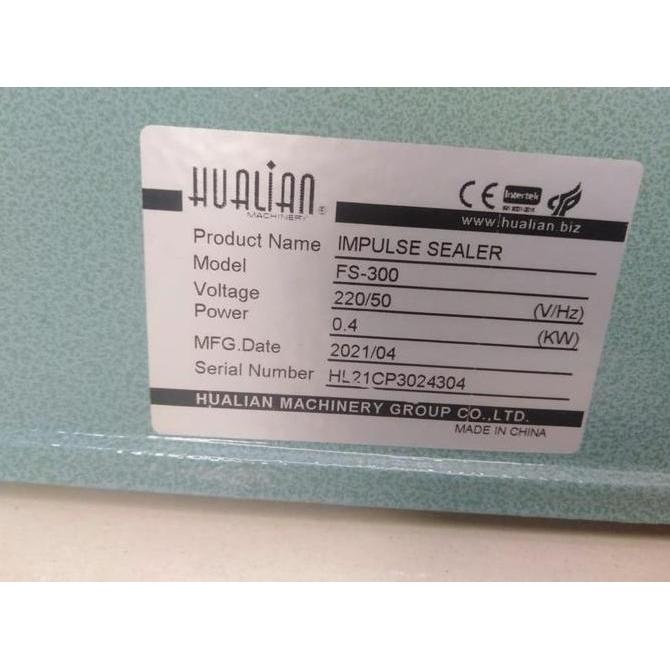 HUALIAN
MACHINERY ®
CE Intertek
www.hualian.biz
Product Name IMPULSE SEALER
Model FS-300
Voltage 220/50 (V/Hz)
Power 0.4 (KW)
MFG.Date 2021/04
Serial Number HL21CP3024304
HUALIAN MACHINERY GROUP CO.,LTD.
MADE IN CHINA